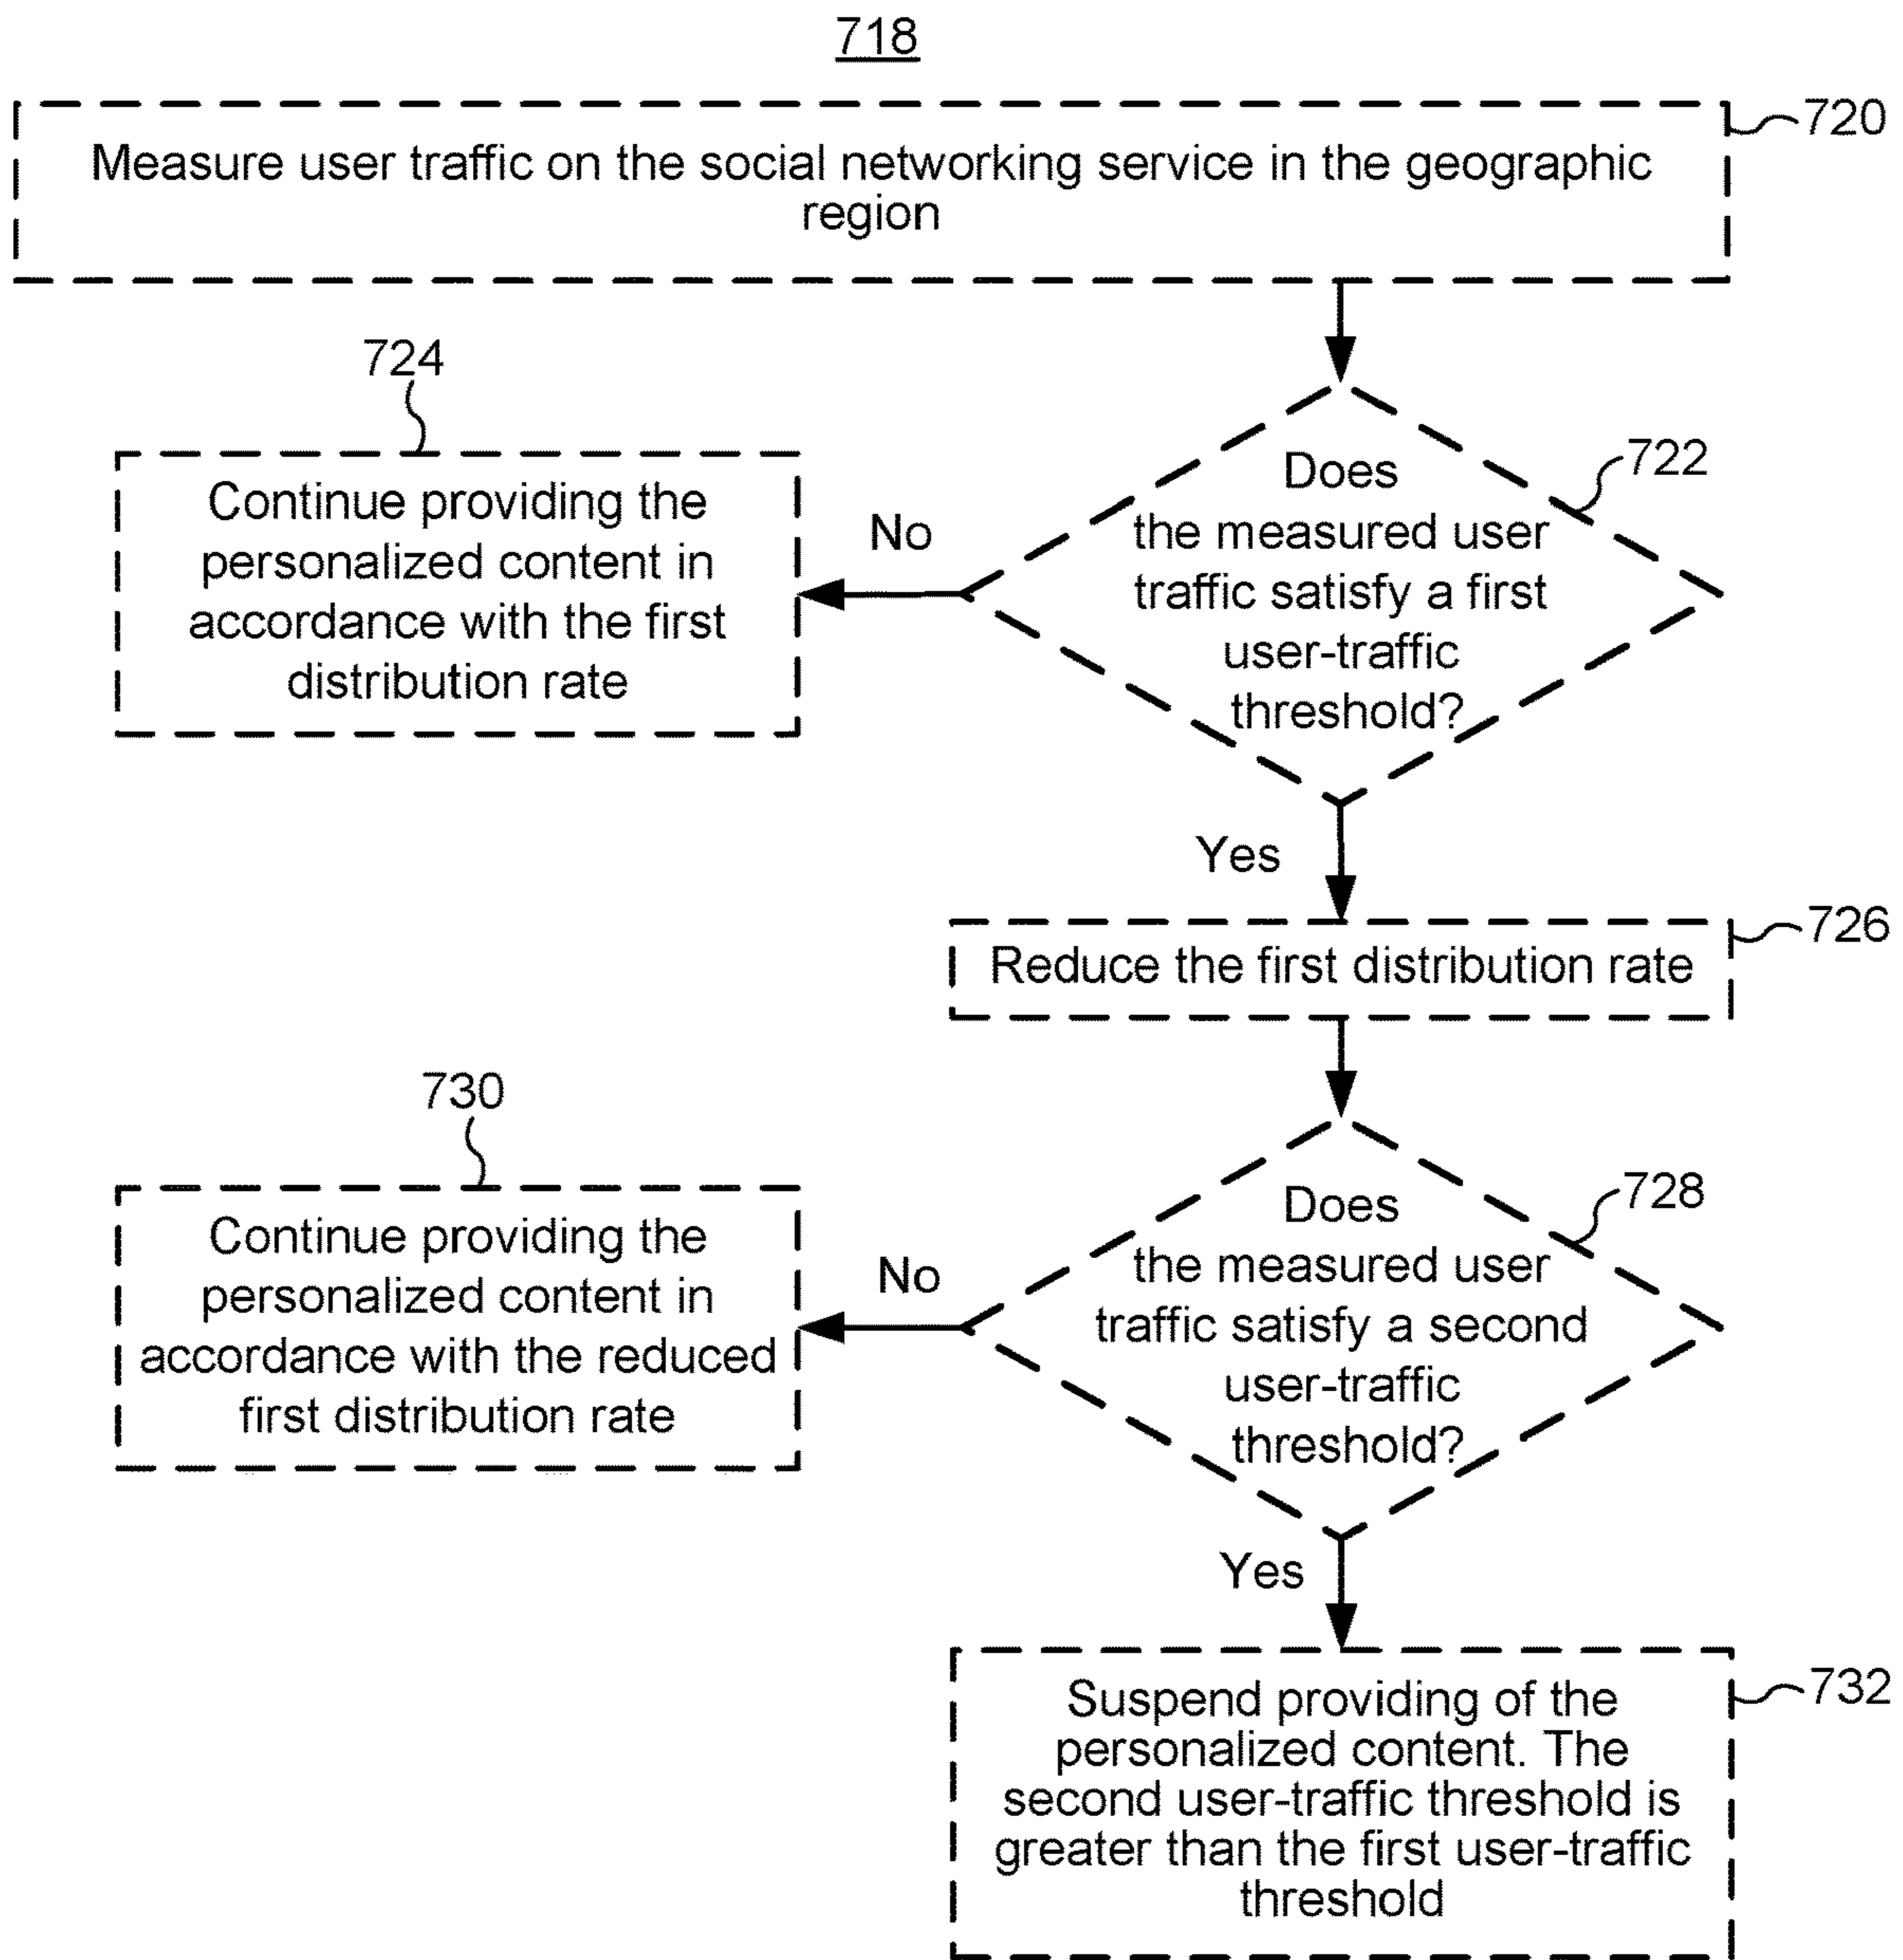 718
720
Measure user traffic on the social networking service in the geographic
region
724
722
Does
the measured user
traffic satisfy a first
user-traffic
threshold?
No
Continue providing the
personalized content in
accordance with the first
distribution rate
Yes
726
Reduce the first distribution rate
730
728
Does
the measured user
traffic satisfy a second
user-traffic
threshold?
No
Continue providing the
personalized content in
accordance with the reduced
first distribution rate
Yes
732
Suspend providing of the
personalized content. The
second user-traffic threshold is
greater than the first user-traffic
threshold